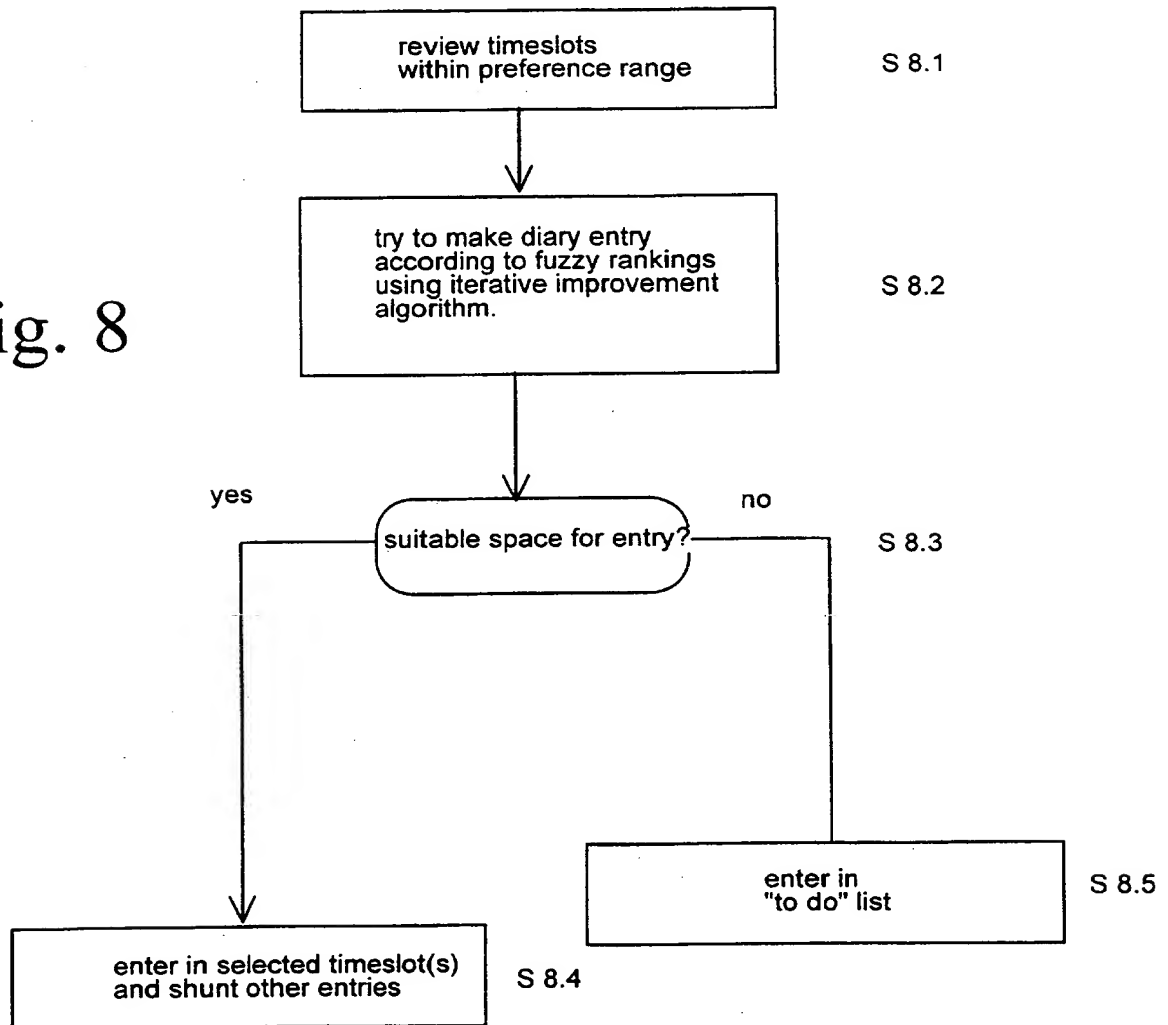 review timeslots
within preference range
S 8.1
try to make diary entry
according to fuzzy rankings
using iterative improvement
algorithm.
S 8.2
ig. 8
yes
no
suitable space for entry?
S 8.3
enter in
"to do" list
S 8.5
enter in selected timeslot(s)
and shunt other entries
S 8.4